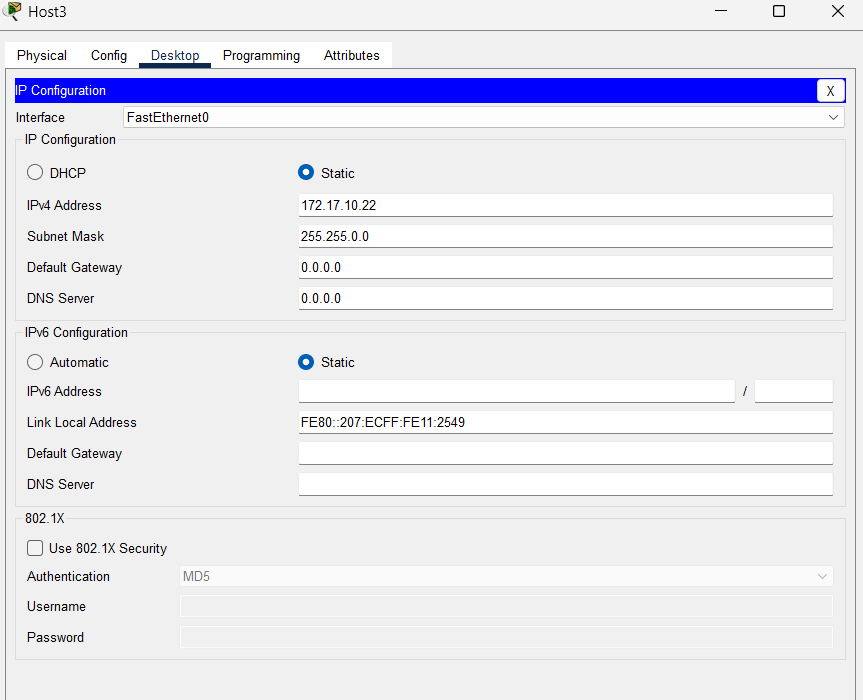 Host3
Physical Config Desktop Programming Attributes
IP Configuration X
Interface FastEthernet0
IP Configuration
DHCP Static
IPv4 Address 172.17.10.22
Subnet Mask 255.255.0.0
Default Gateway 0.0.0.0
DNS Server 0.0.0.0
IPv6 Configuration
Automatic Static
IPv6 Address /
Link Local Address FE80::207:ECFF:FE11:2549
Default Gateway
DNS Server
802.1X
Use 802.1X Security
Authentication MD5
Username
Password